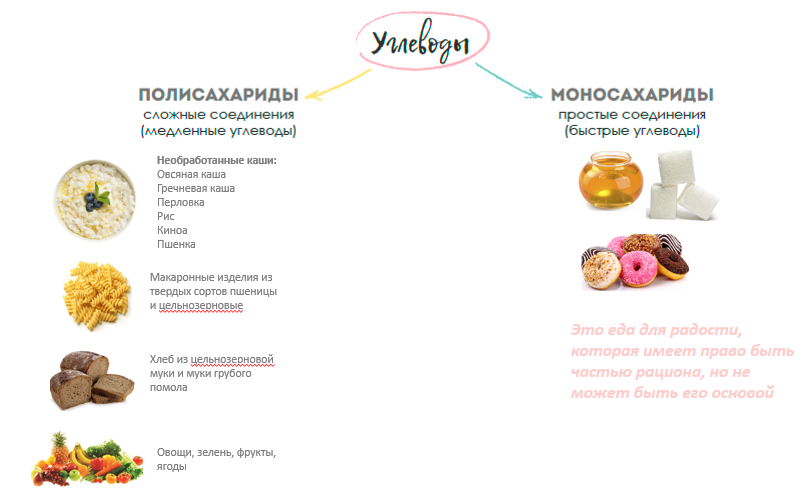 Углеводы
ПОЛИСАХАРИДЫ
сложные соединения
(медленные углеводы)
Необработанные каши:
Овсяная каша
Гречневая каша
Перловка
Рис
Киноа
Пшенка
Макаронные изделия из
твердых сортов пшеницы
и цельнозерновые
Хлеб из цельнозерновой
муки и муки грубого
помола
Овощи, зелень, фрукты,
ягоды
МОНОСАХАРИДЫ
простые соединения
(быстрые углеводы)
Это еда для радости,
которая имеет право быть
частью рациона, но не
может быть его основой